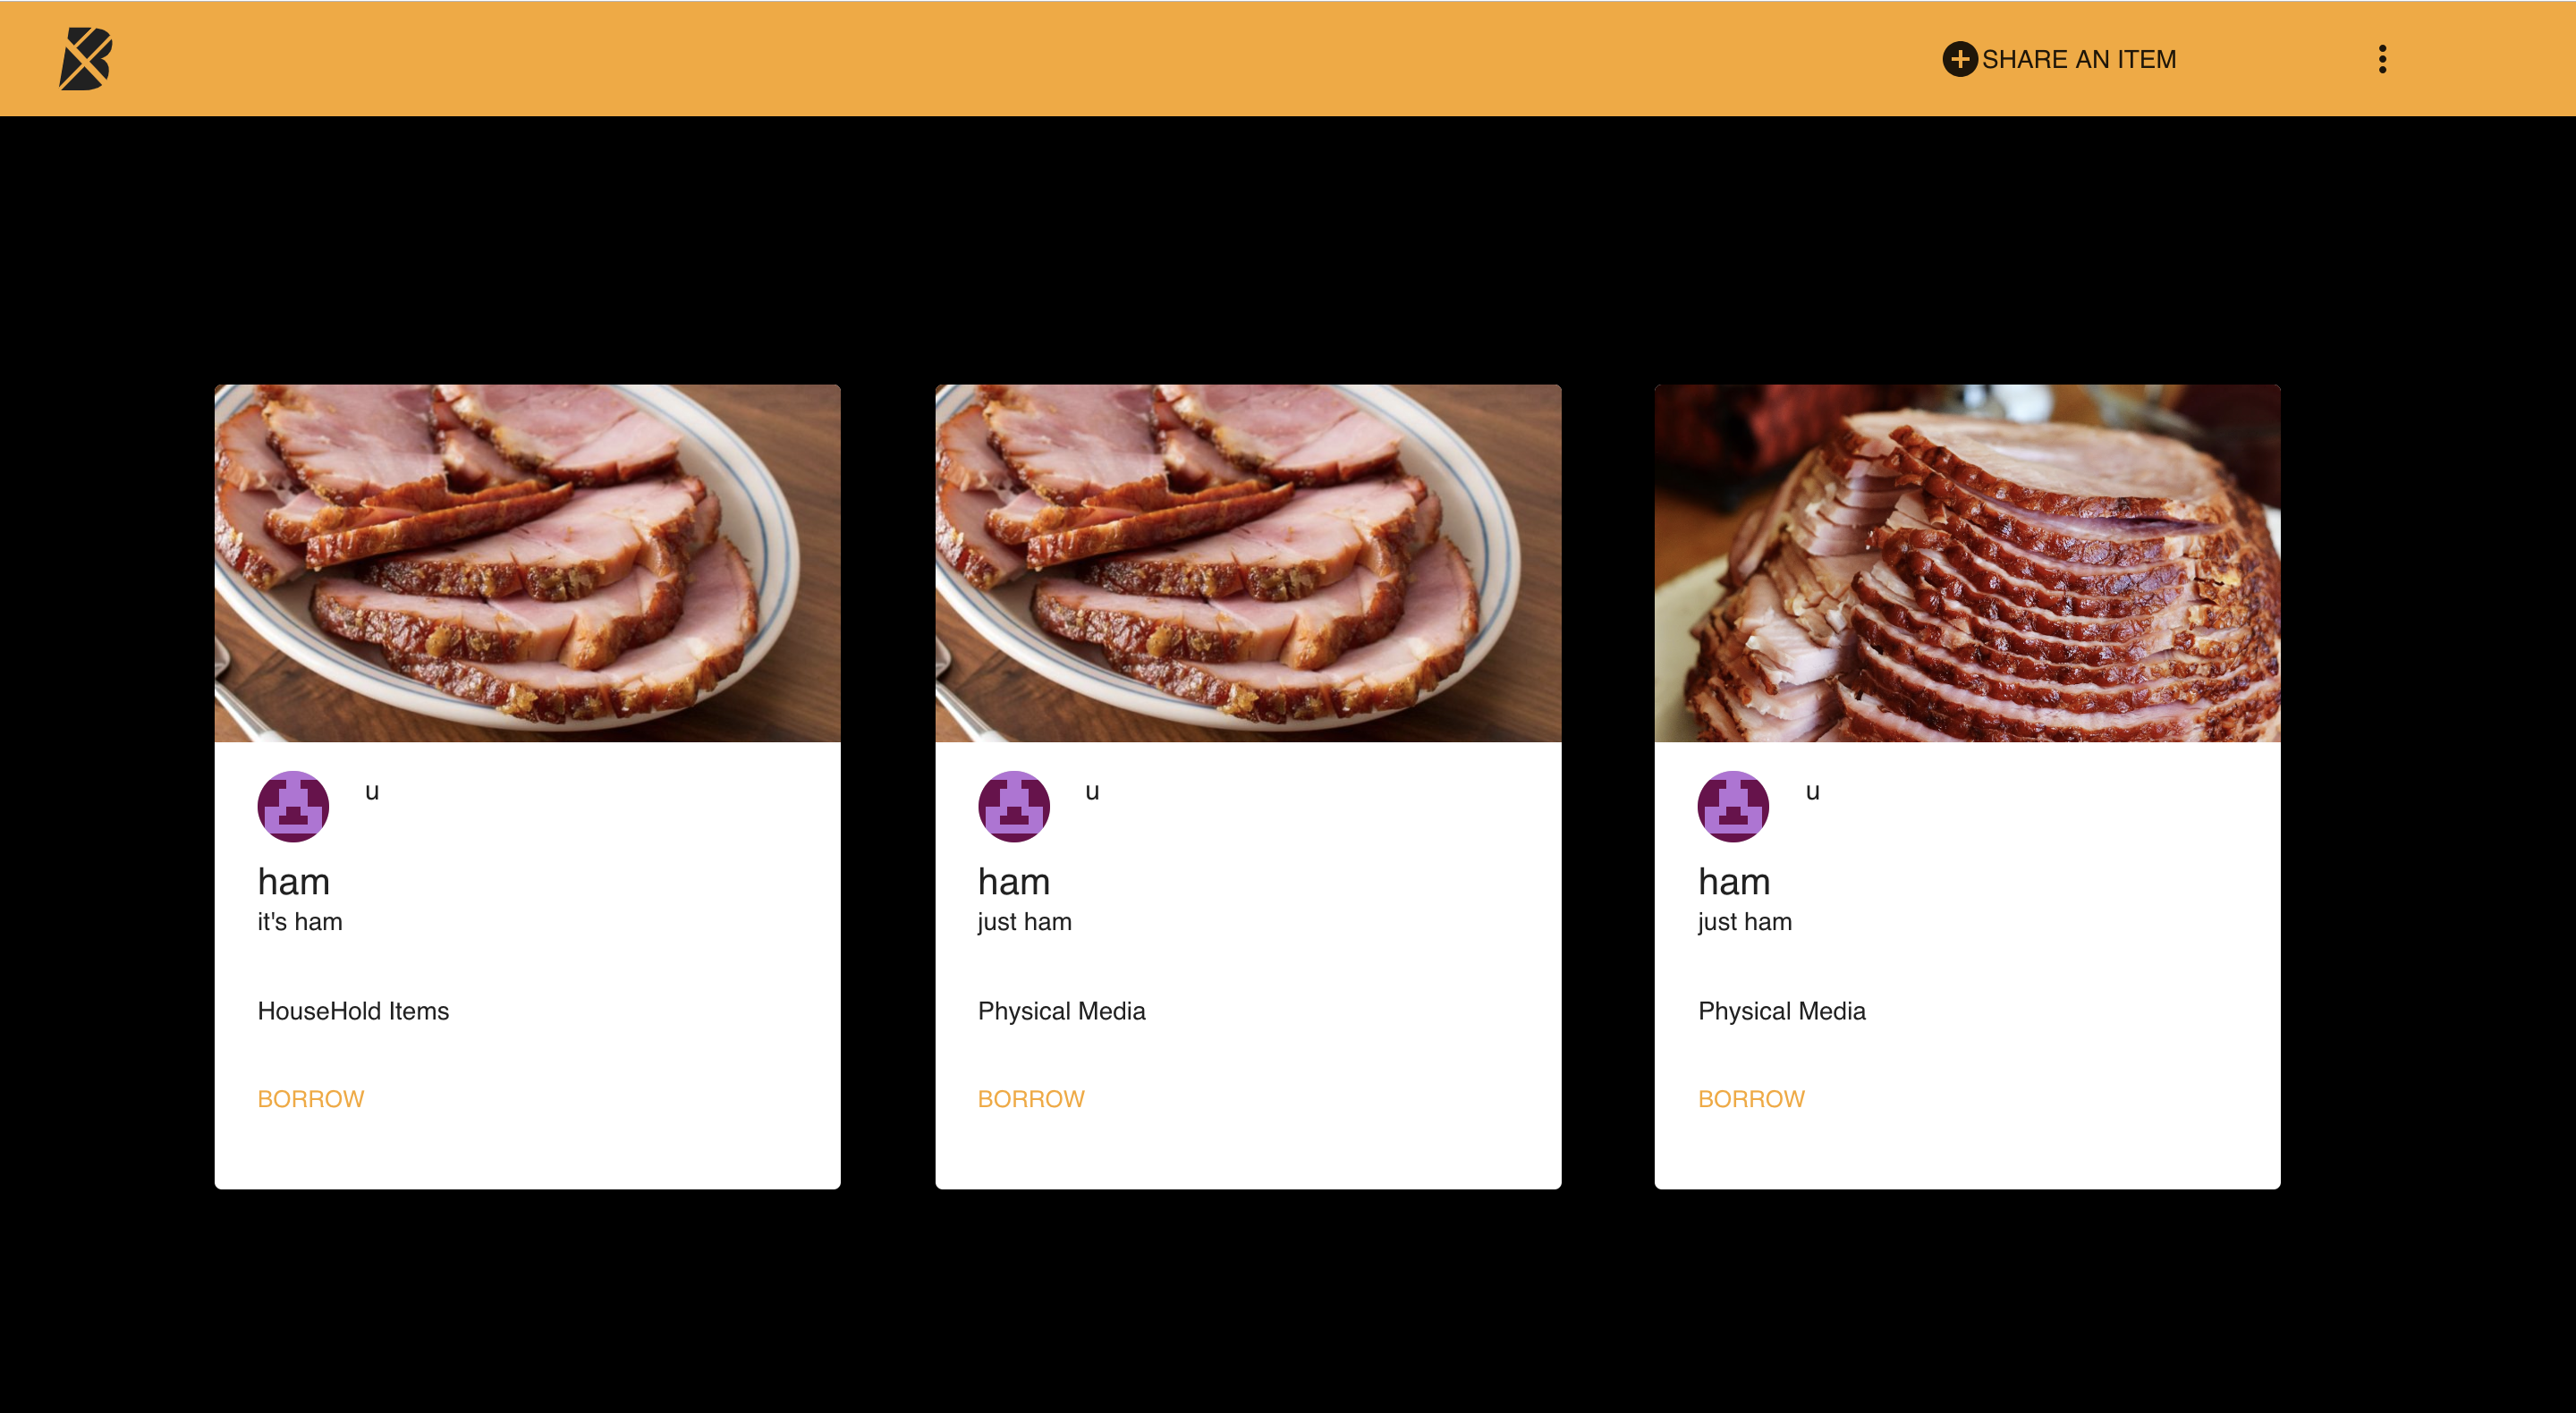 SHARE AN ITEM
u
ham
it's ham
HouseHold Items
BORROW
u
ham
just ham
Physical Media
BORROW
u
ham
just ham
Physical Media
BORROW